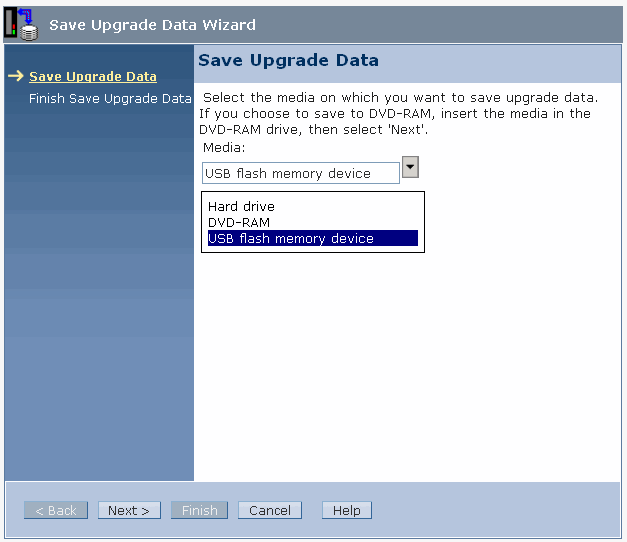 Save Upgrade Data Wizard
Save Upgrade Data
Finish Save Upgrade Data
Save Upgrade Data
Select the media on which you want to save upgrade data.
If you choose to save to DVD-RAM, insert the media in the
DVD-RAM drive, then select 'Next'.
Media:
USB flash memory device
Hard drive
DVD-RAM
USB flash memory device
< Back Next > Finish Cancel Help